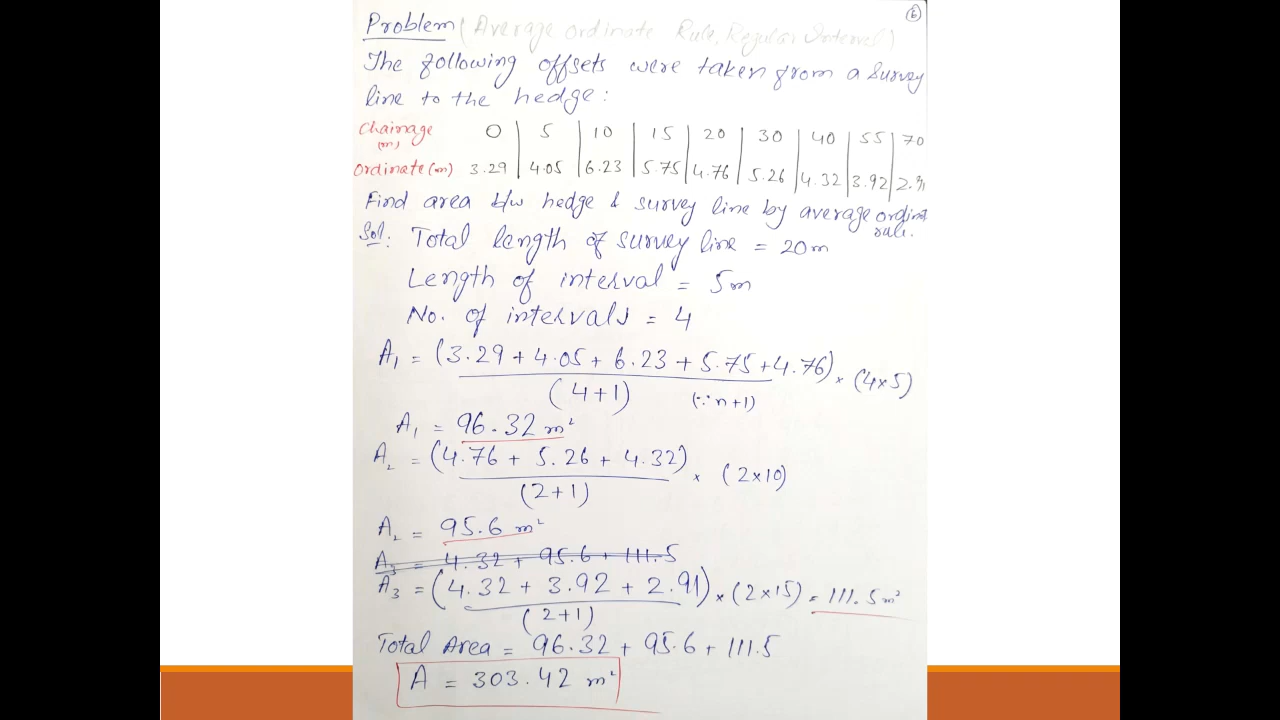 6
Problem (Average ordinate Rule, Regular Interval)
The following offsets were taken from a survey
line to the hedge:
Chainage (m) 0 5 10 15 20 30 40 55 70
Ordinate (m) 3.29 4.05 6.23 5.75 4.76 5.26 4.32 3.92 2.91
Find area b/w hedge & survey line by average ordinate rule.
Sol: Total length of survey line = 20m
Length of interval = 5m
No. of intervals = 4
A₁ = (3.29 + 4.05 + 6.23 + 5.75 + 4.76) × (4×5)
(4+1) (∵ n+1)
A₁ = 96.32 m²
A₂ = (4.76 + 5.26 + 4.32) × (2×10)
(2+1)
A₂ = 95.6 m²
A₃ = 4.32 + 95.6 + 111.5
A₃ = (4.32 + 3.92 + 2.91) × (2×15) = 111.5 m²
(2+1)
Total Area = 96.32 + 95.6 + 111.5
A = 303.42 m²